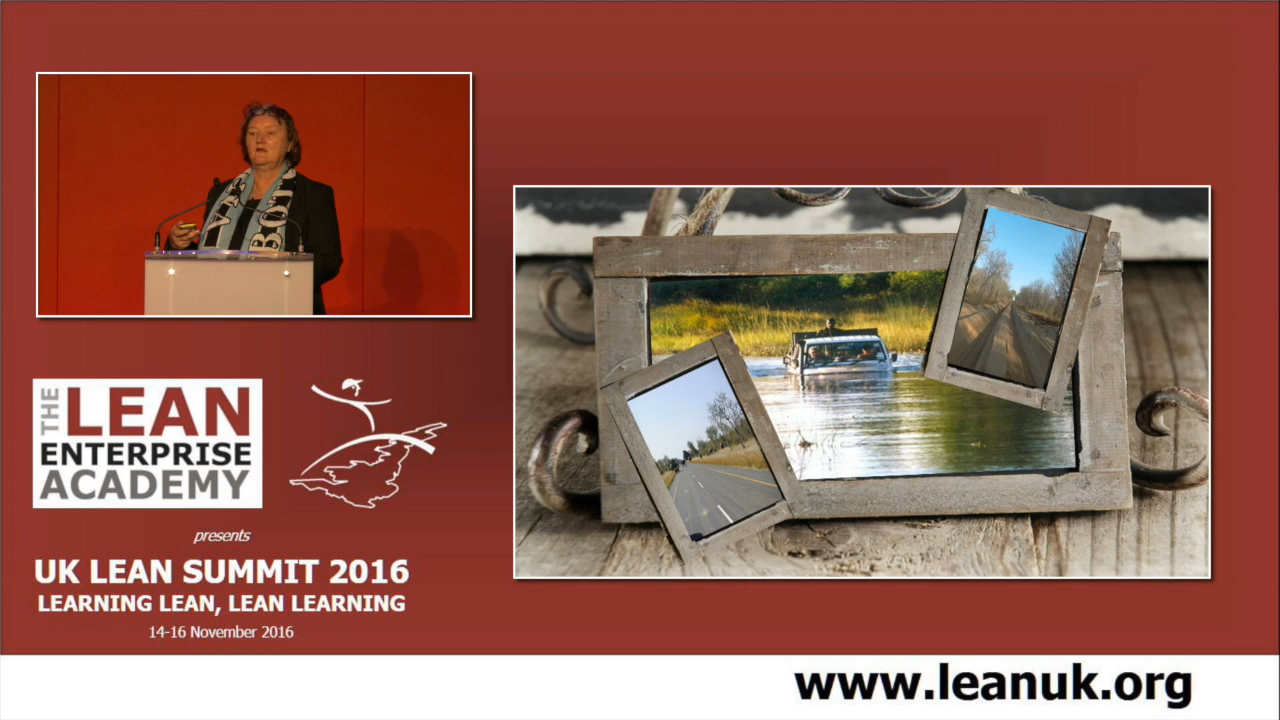 THE
LEAN
ENTERPRISE
ACADEMY
presents
UK LEAN SUMMIT 2016
LEARNING LEAN, LEAN LEARNING
14-16 November 2016
www.leanuk.org